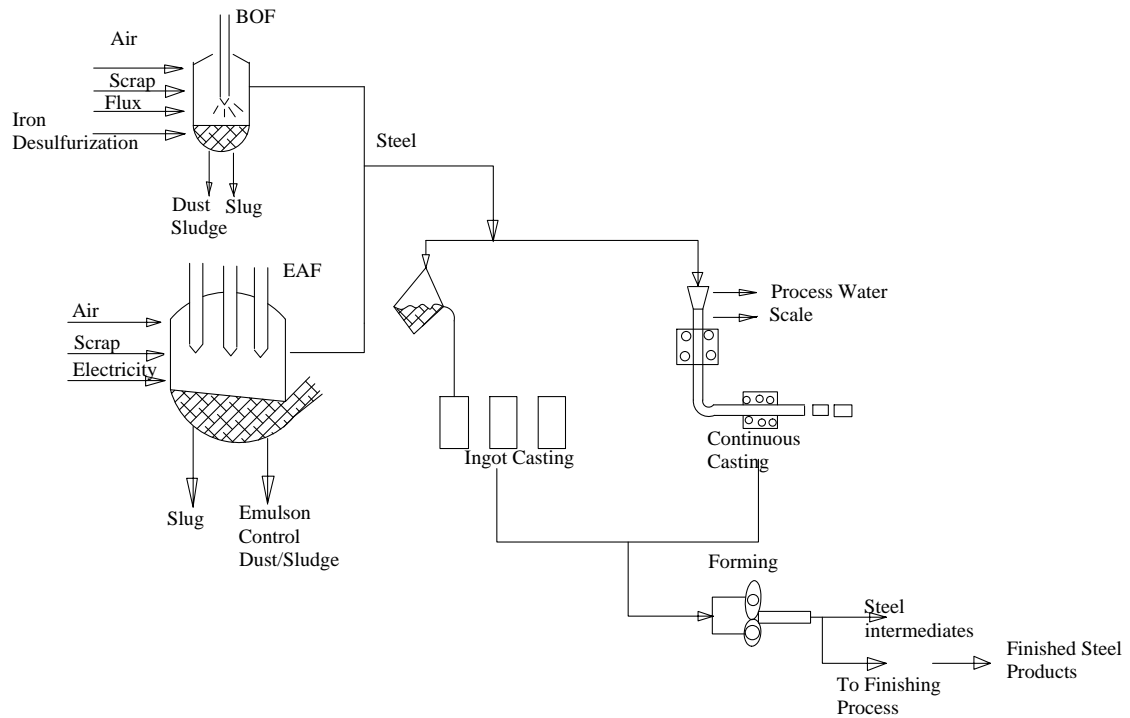 BOF
Air
Scrap
Flux
Iron
Desulfurization
Steel
Dust
Sludge
Slug
EAF
Air
Scrap
Electricity
Process Water
Scale
Ingot Casting
Continuous
Casting
Slug
Emulson
Control
Dust/Sludge
Forming
Steel
intermediates
Finished Steel
Products
To Finishing
Process